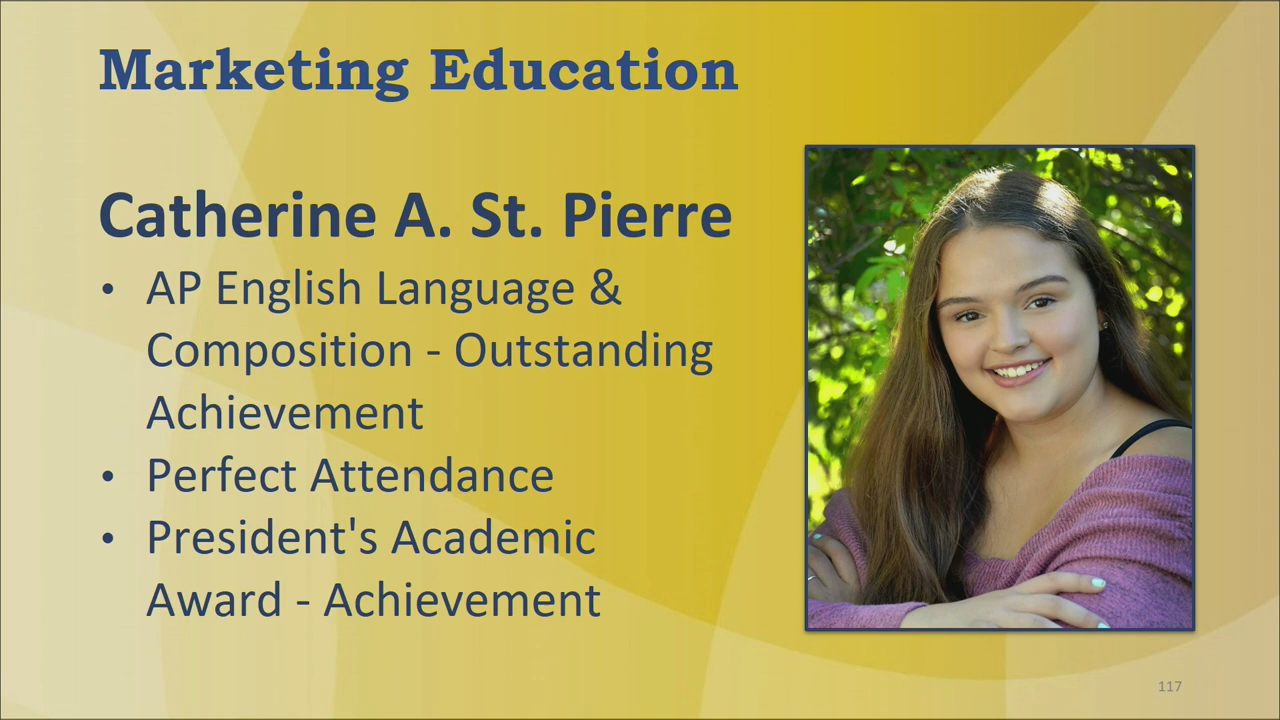 Marketing Education
Catherine A. St. Pierre
• AP English Language &
Composition - Outstanding
Achievement
• Perfect Attendance
• President's Academic
Award - Achievement
117